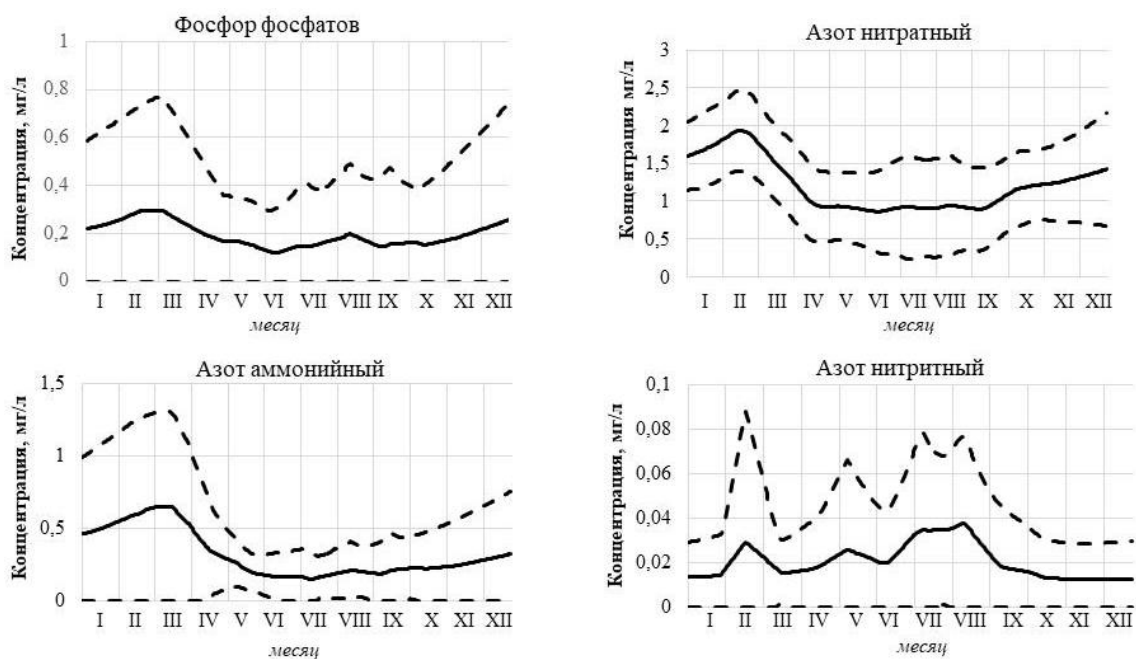 Фосфор фосфатов
Концентрация, мг/л
1
0,8
0,6
0,4
0,2
0
I II III IV V VI VII VIII IX X XI XII
месяц
Азот нитратный
Концентрация мг/л
3
2,5
2
1,5
1
0,5
0
I II III IV V VI VII VIII IX X XI XII
месяц
Азот аммонийный
Концентрация, мг/л
1,5
1
0,5
0
I II III IV V VI VII VIII IX X XI XII
месяц
Азот нитритный
Концентрация, мг/л
0,1
0,08
0,06
0,04
0,02
0
I II III IV V VI VII VIII IX X XI XII
месяц